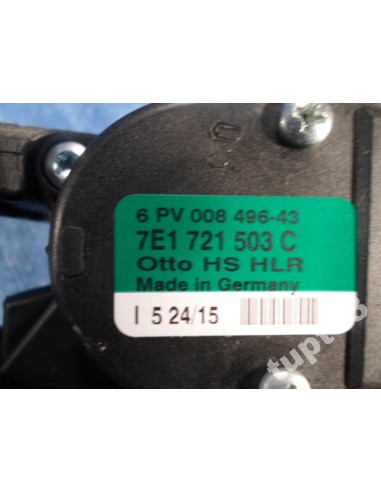 6 PV 008 496-43
7E1 721 503 C
Otto HS HLR
Made in Germany
I 5 24/15